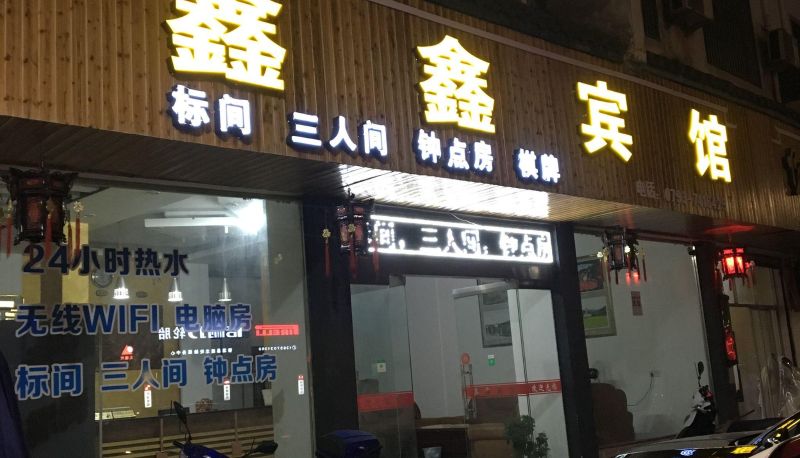 鑫鑫宾馆
标间 三人间 钟点房 棋牌
间，三人间，钟点房
24小时热水
无线WIFI 电脑房
标间 三人间 钟点房